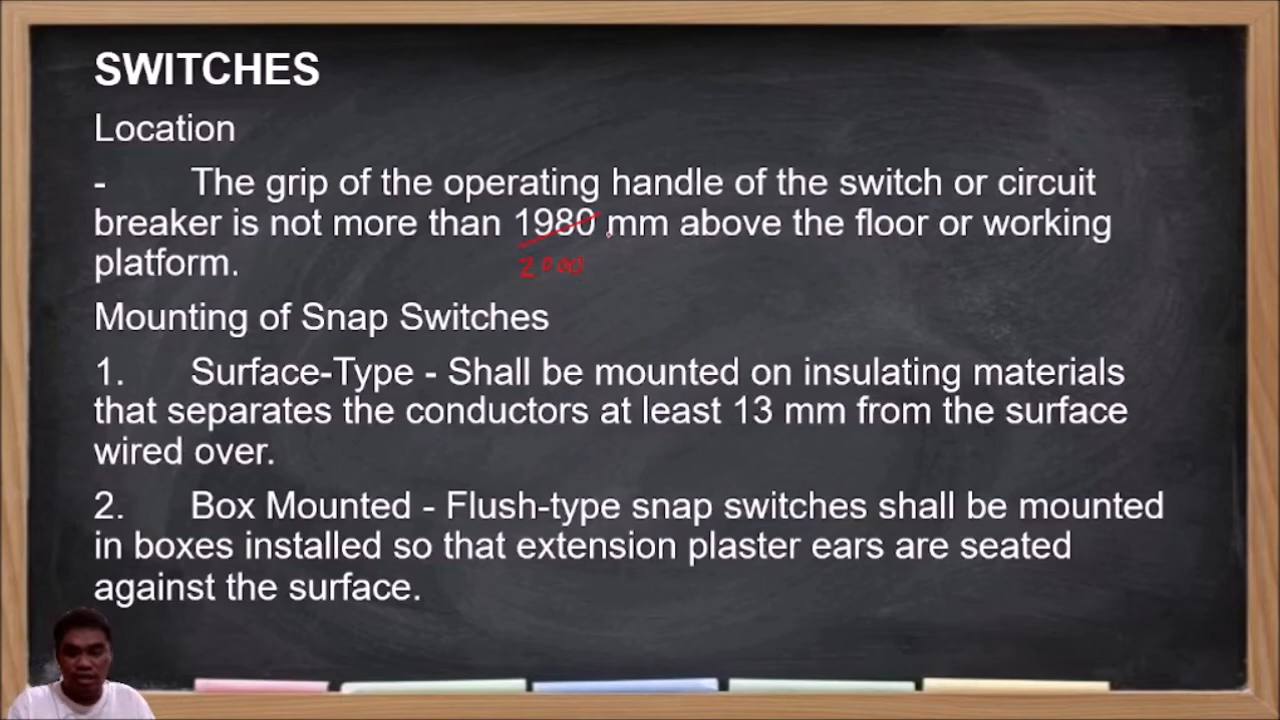 SWITCHES
Location
- The grip of the operating handle of the switch or circuit
breaker is not more than 1980 mm above the floor or working
2000
platform.
Mounting of Snap Switches
1. Surface-Type - Shall be mounted on insulating materials
that separates the conductors at least 13 mm from the surface
wired over.
2. Box Mounted - Flush-type snap switches shall be mounted
in boxes installed so that extension plaster ears are seated
against the surface.